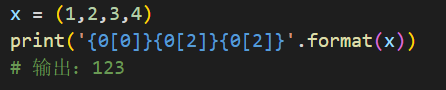 x = (1,2,3,4)
print('{0[0]}{0[2]}{0[2]}'.format(x))
# 输出：123